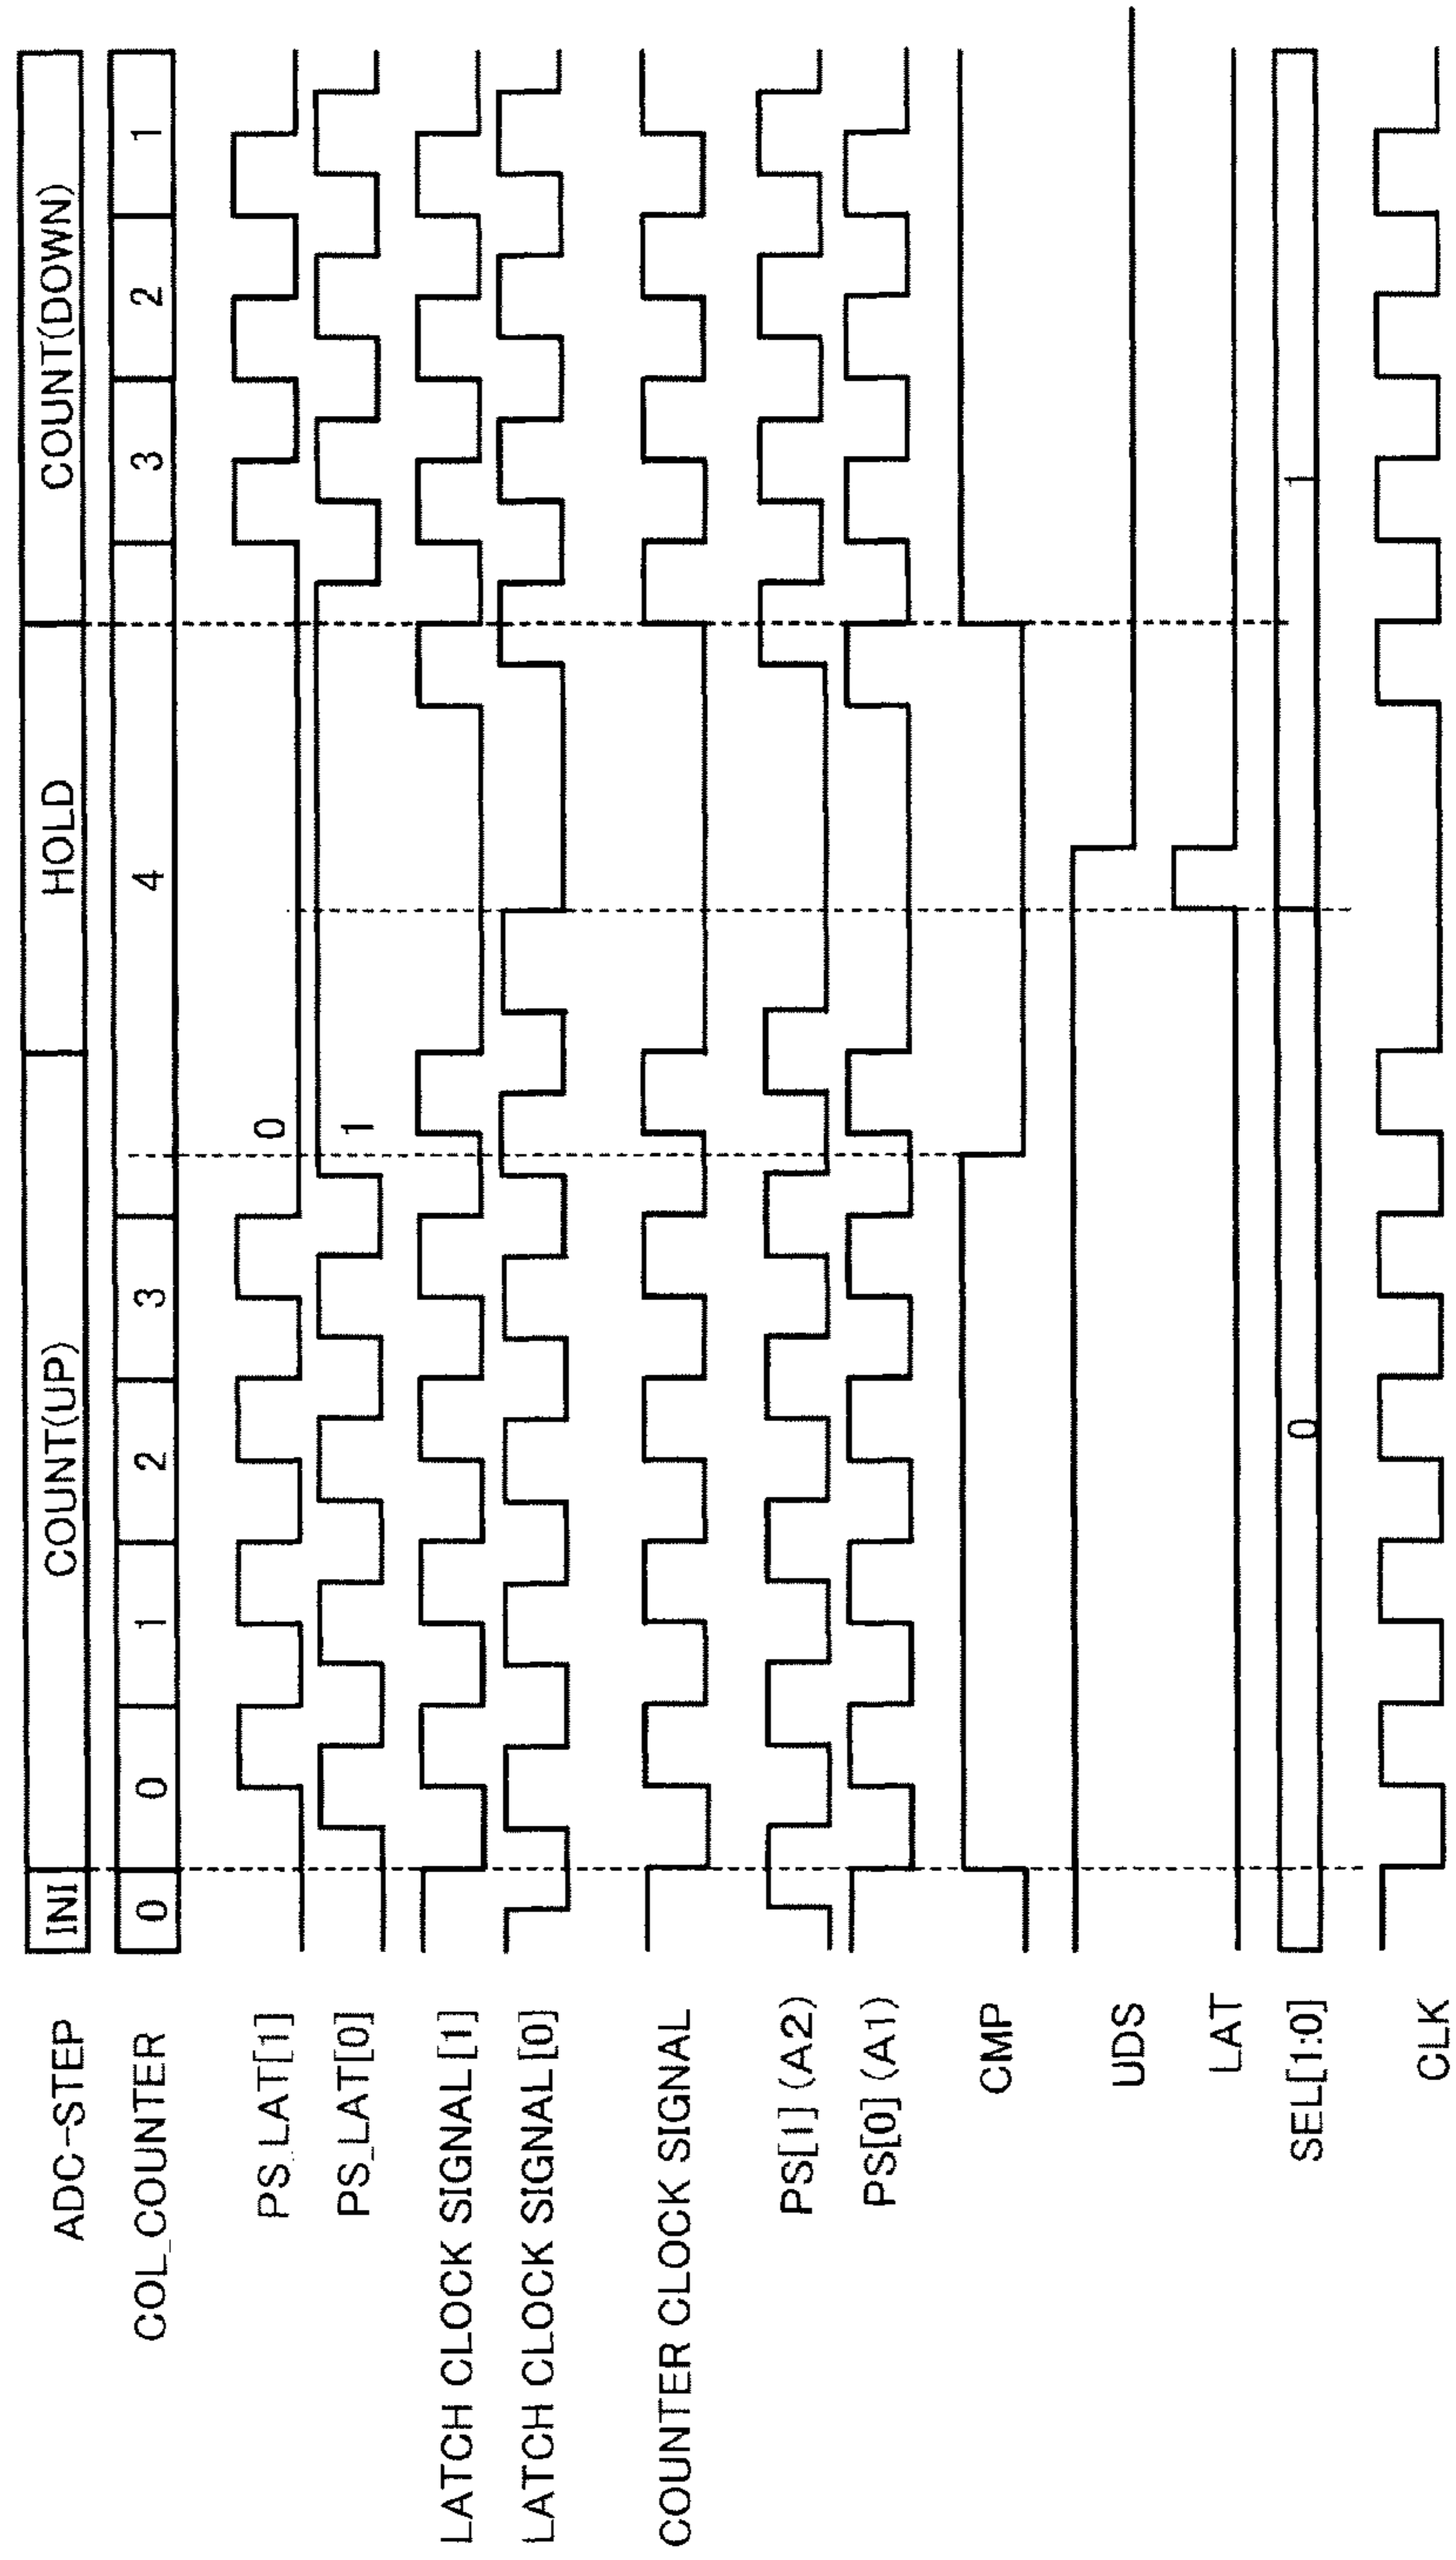 ADC-STEP INI COUNT(UP) HOLD COUNT(DOWN)
COL_COUNTER 0 0 1 2 3 4 3 2 1
PS_LAT[1] 0
PS_LAT[0] 1
LATCH CLOCK SIGNAL[1]
LATCH CLOCK SIGNAL[0]
COUNTER CLOCK SIGNAL
PS[1] (A2)
PS[0] (A1)
CMP
UDS
LAT
SEL[1:0] 0 1
CLK